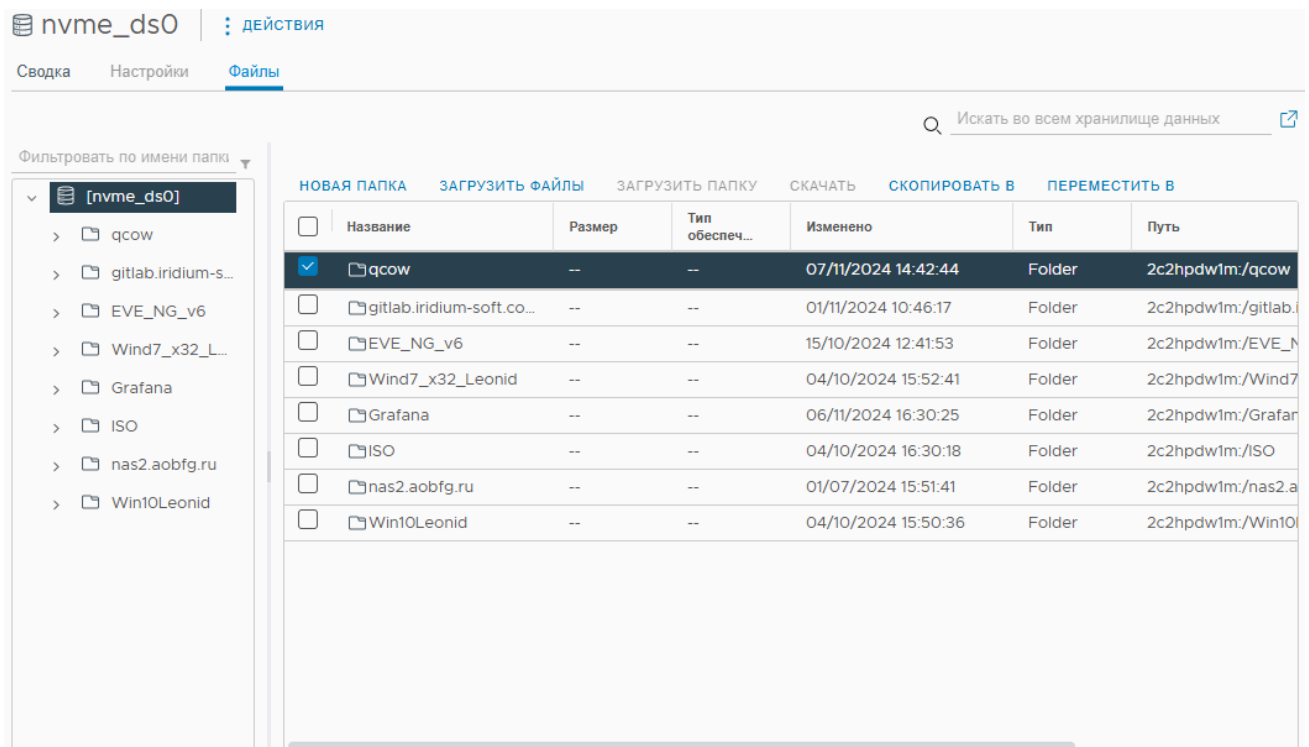 nvme_ds0 ДЕЙСТВИЯ
Сводка Настройки Файлы
Искать во всем хранилище данных
Фильтровать по имени папки
[nvme_ds0]
qcow
gitlab.iridium-s...
EVE_NG_v6
Wind7_x32_L...
Grafana
ISO
nas2.aobfg.ru
Win10Leonid
НОВАЯ ПАПКА ЗАГРУЗИТЬ ФАЙЛЫ ЗАГРУЗИТЬ ПАПКУ СКАЧАТЬ СКОПИРОВАТЬ В ПЕРЕМЕСТИТЬ В
Название Размер Тип обеспеч... Изменено Тип Путь
qcow -- -- 07/11/2024 14:42:44 Folder 2c2hpdw1m:/qcow
gitlab.iridium-soft.co... -- -- 01/11/2024 10:46:17 Folder 2c2hpdw1m:/gitlab.i
EVE_NG_v6 -- -- 15/10/2024 12:41:53 Folder 2c2hpdw1m:/EVE_N
Wind7_x32_Leonid -- -- 04/10/2024 15:52:41 Folder 2c2hpdw1m:/Wind7
Grafana -- -- 06/11/2024 16:30:25 Folder 2c2hpdw1m:/Grafan
ISO -- -- 04/10/2024 16:30:18 Folder 2c2hpdw1m:/ISO
nas2.aobfg.ru -- -- 01/07/2024 15:51:41 Folder 2c2hpdw1m:/nas2.a
Win10Leonid -- -- 04/10/2024 15:50:36 Folder 2c2hpdw1m:/Win10l